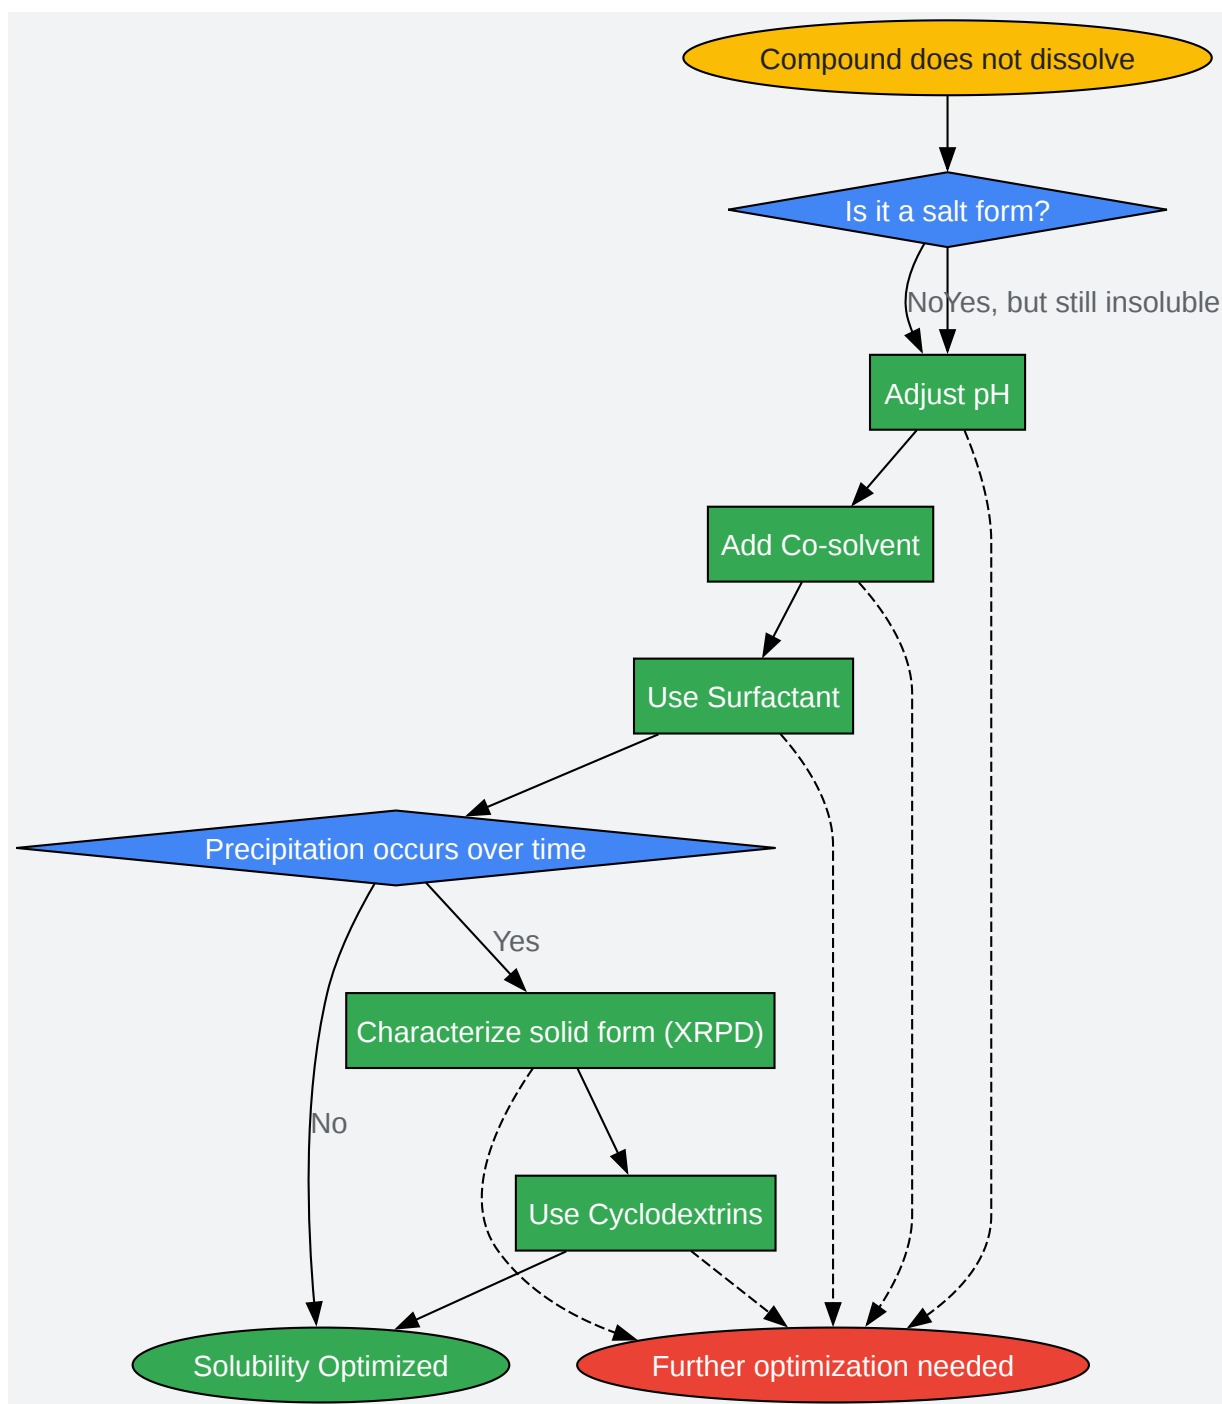 Compound does not dissolve
Is it a salt form?
No
Yes, but still insoluble
Adjust pH
Add Co-solvent
Use Surfactant
Precipitation occurs over time
Yes
Characterize solid form (XRPD)
No
Use Cyclodextrins
Solubility Optimized
Further optimization needed